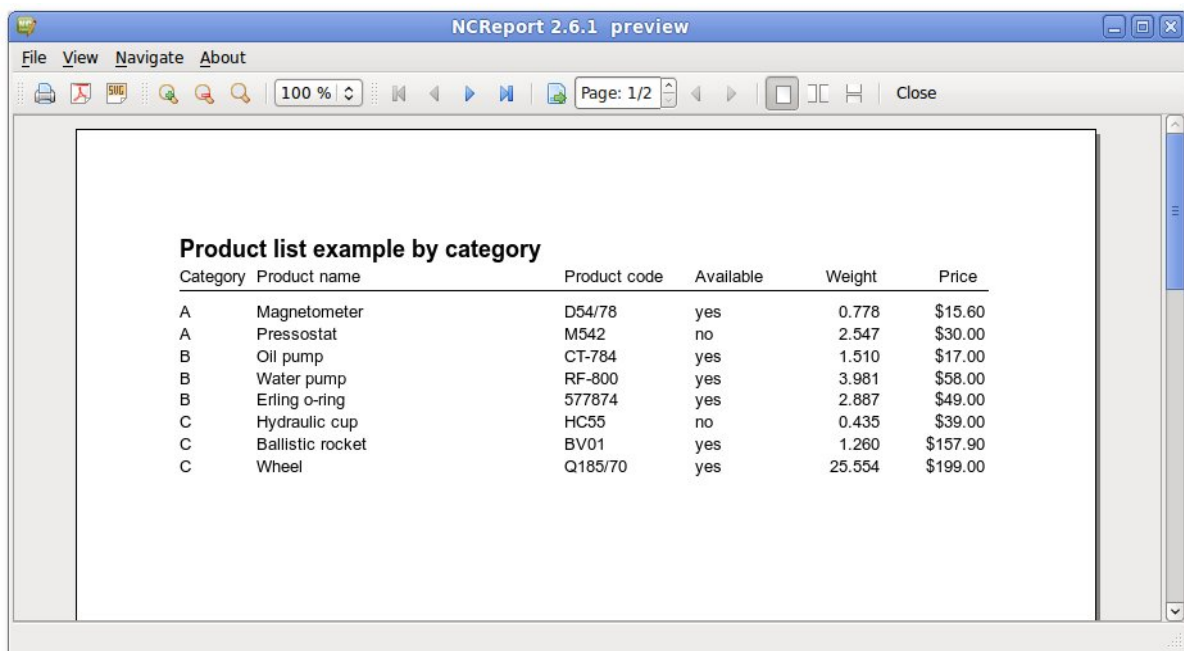 NCReport 2.6.1 preview
File View Navigate About
SVG 100 % Page: 1/2 Close
Product list example by category
Category Product name Product code Available Weight Price
A Magnetometer D54/78 yes 0.778 $15.60
A Pressostat M542 no 2.547 $30.00
B Oil pump CT-784 yes 1.510 $17.00
B Water pump RF-800 yes 3.981 $58.00
B Erling o-ring 577874 yes 2.887 $49.00
C Hydraulic cup HC55 no 0.435 $39.00
C Ballistic rocket BV01 yes 1.260 $157.90
C Wheel Q185/70 yes 25.554 $199.00